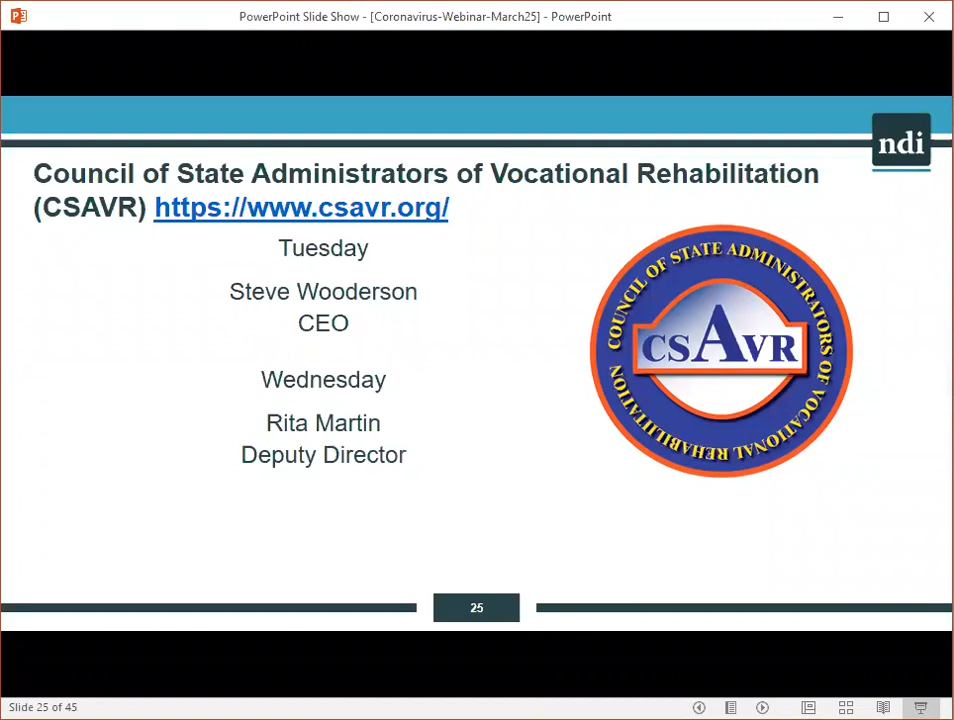 PowerPoint Slide Show - [Coronavirus-Webinar-March25] - PowerPoint
ndi
Council of State Administrators of Vocational Rehabilitation
(CSAVR) https://www.csavr.org/
Tuesday
Steve Wooderson
CEO
Wednesday
Rita Martin
Deputy Director
COUNCIL OF STATE ADMINISTRATORS OF VOCATIONAL REHABILITATION
CSAVR
25
Slide 25 of 45